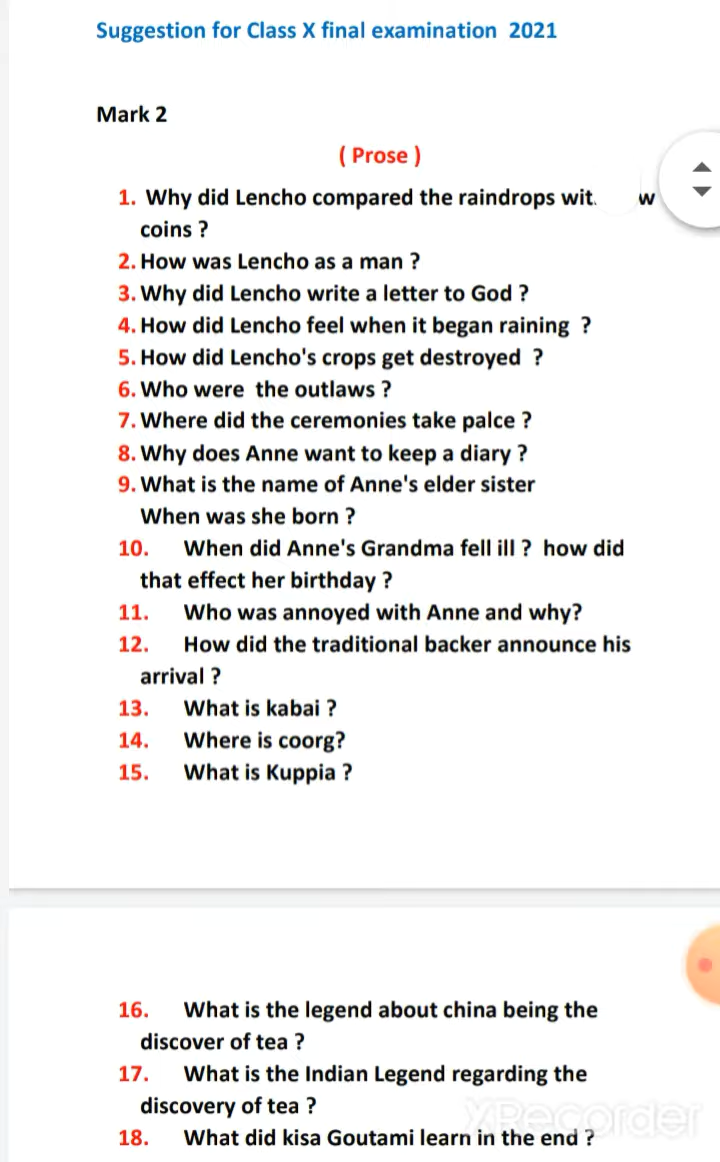 Suggestion for Class X final examination 2021
Mark 2
( Prose )
1. Why did Lencho compared the raindrops wit w
coins ?
2. How was Lencho as a man ?
3. Why did Lencho write a letter to God ?
4. How did Lencho feel when it began raining ?
5. How did Lencho's crops get destroyed ?
6. Who were the outlaws ?
7. Where did the ceremonies take palce ?
8. Why does Anne want to keep a diary ?
9. What is the name of Anne's elder sister
When was she born ?
10. When did Anne's Grandma fell ill ? how did
that effect her birthday ?
11. Who was annoyed with Anne and why?
12. How did the traditional backer announce his
arrival ?
13. What is kabai ?
14. Where is coorg?
15. What is Kuppia ?
16. What is the legend about china being the
discover of tea ?
17. What is the Indian Legend regarding the
discovery of tea ?
XRecorder
18. What did kisa Goutami learn in the end ?